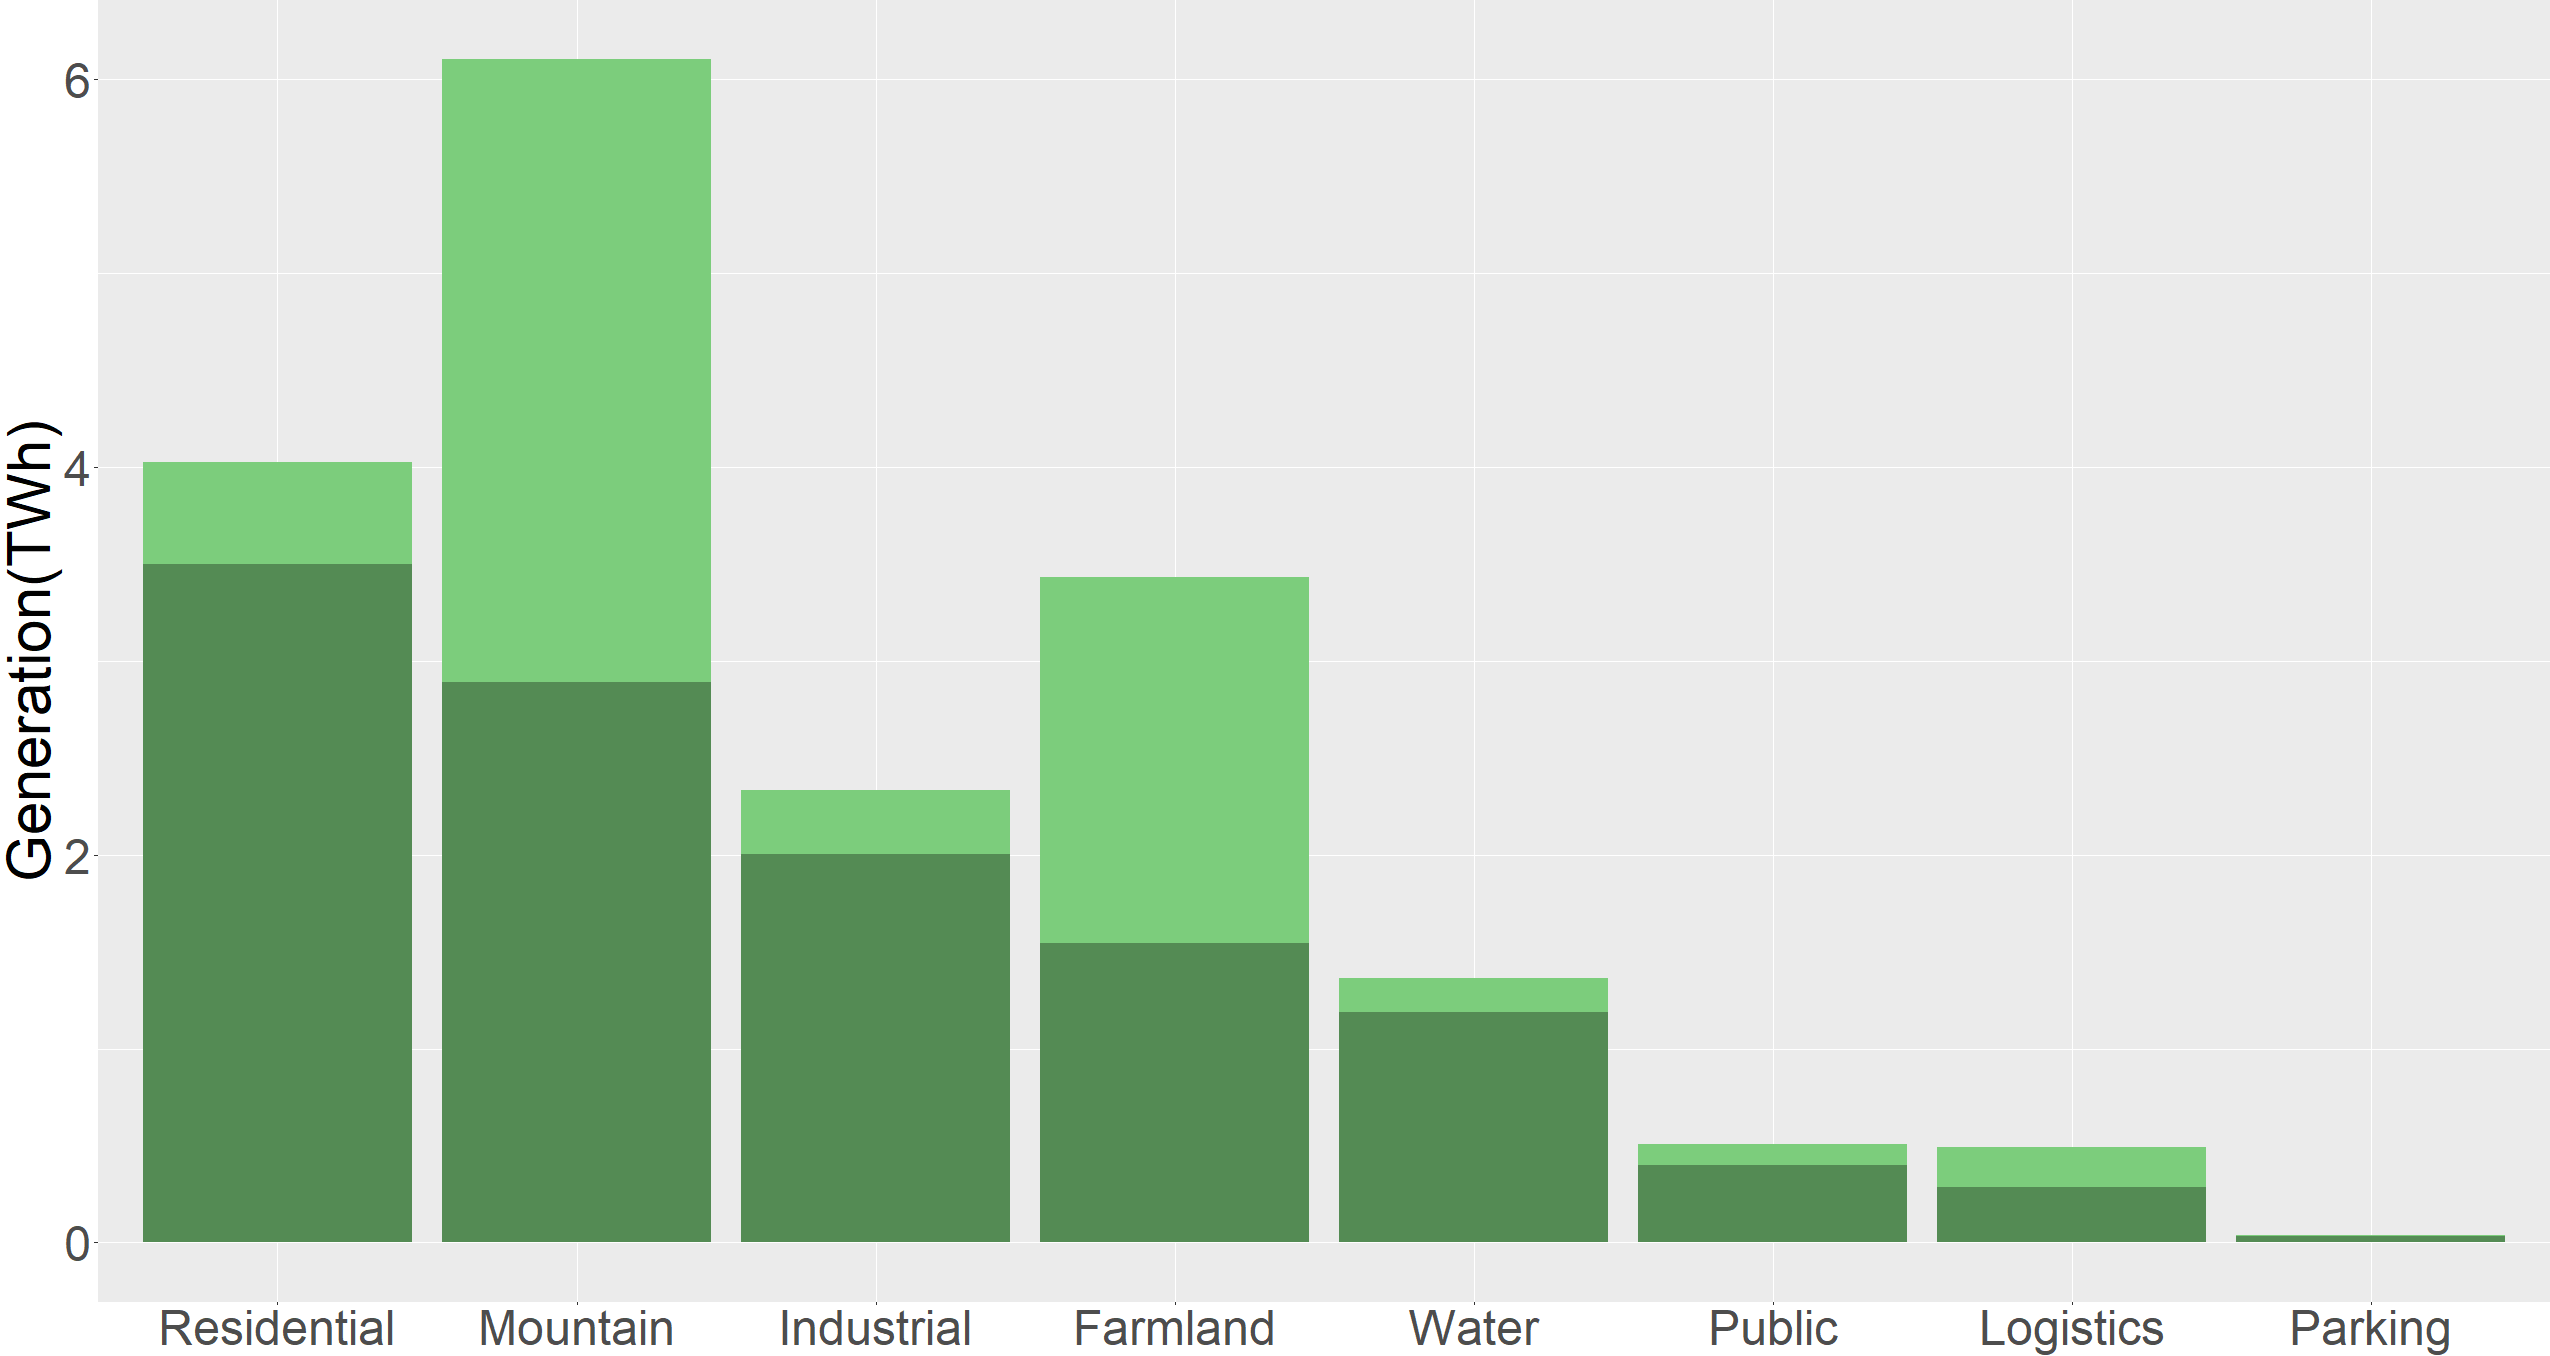 Generation(TWh)
6
4
2
0
Residential Mountain Industrial Farmland Water Public Logistics Parking